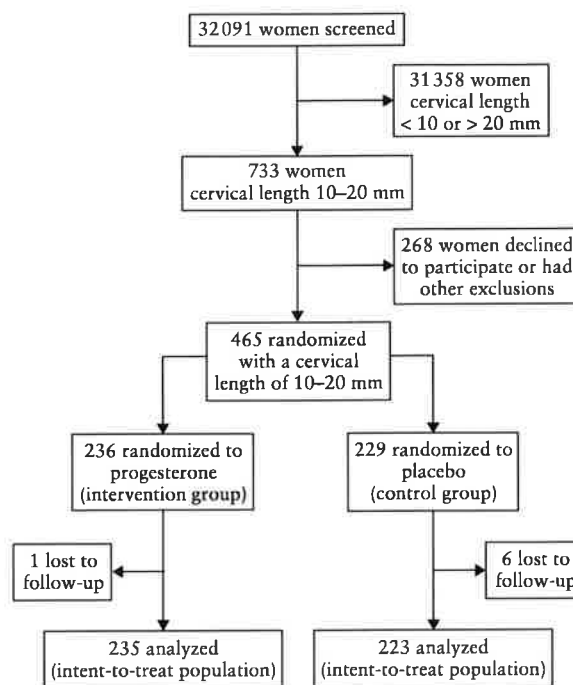 32 091 women screened
31 358 women
cervical length
< 10 or > 20 mm
733 women
cervical length 10–20 mm
268 women declined
to participate or had
other exclusions
465 randomized
with a cervical
length of 10–20 mm
236 randomized to
progesterone
(intervention group)
229 randomized to
placebo
(control group)
1 lost to
follow-up
6 lost to
follow-up
235 analyzed
(intent-to-treat population)
223 analyzed
(intent-to-treat population)